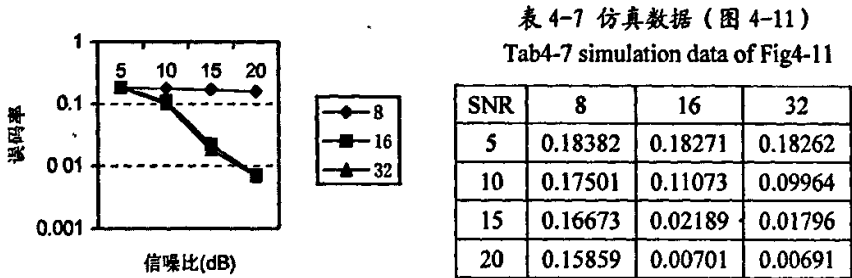 1
0.1
0 01
0.001
5 10 15 20
误码率
信噪比(dB)
8
16
32
表 4-7 仿真数据（图 4-11）
Tab4-7 simulation data of Fig4-11
SNR 8 16 32
5 0.18382 0.18271 0.18262
10 0.17501 0.11073 0.09964
15 0.16673 0.02189 0.01796
20 0.15859 0.00701 0.00691